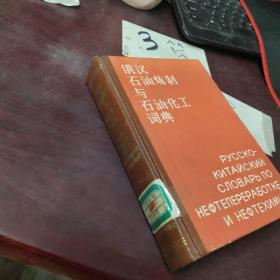 3
俄汉
石油炼制
与
石油化工
词典
РУССКО-
КИТАЙСКИЙ
СЛОВАРЬ ПО
НЕФТЕПЕРЕРАБОТКЕ
И НЕФТЕХИМИ